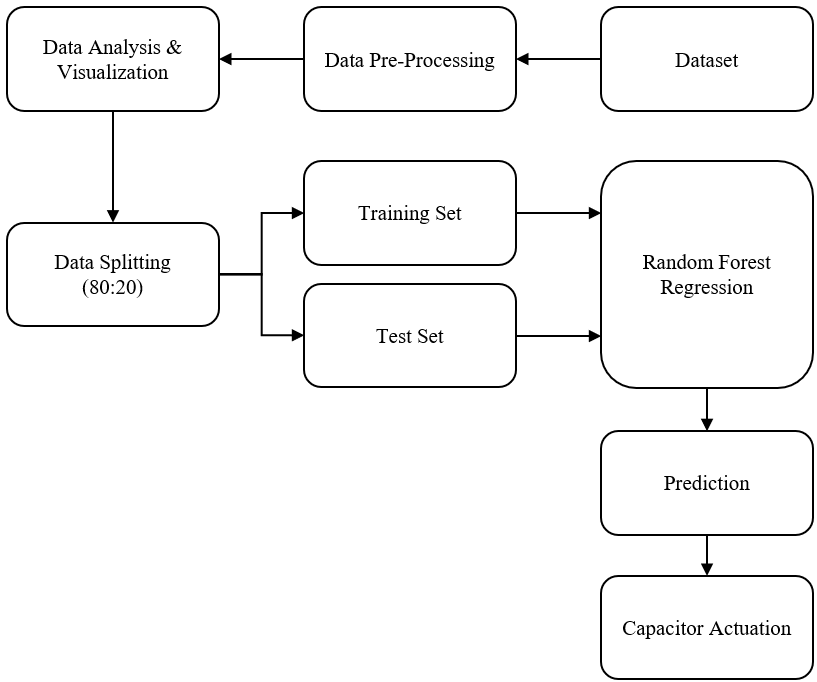 Data Analysis &
Visualization
Data Pre-Processing
Dataset
Data Splitting
(80:20)
Training Set
Test Set
Random Forest
Regression
Prediction
Capacitor Actuation